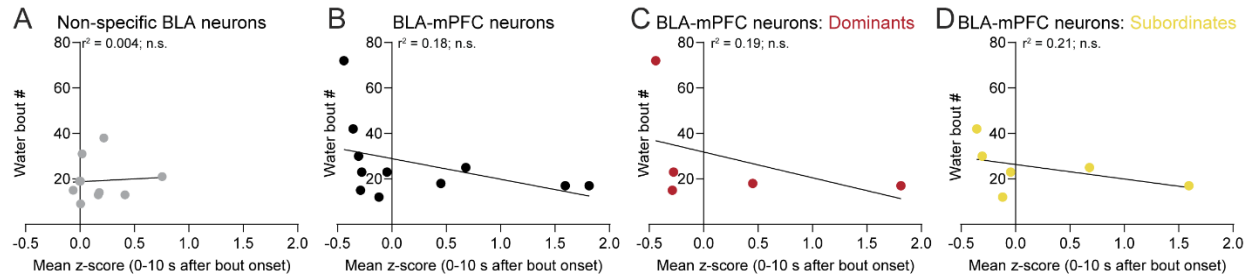 A
Non-specific BLA neurons
r² = 0.004; n.s.
Water bout #
80
60
40
20
-0.5 0.0 0.5 1.0 1.5 2.0
Mean z-score (0-10 s after bout onset)
B
BLA-mPFC neurons
r² = 0.18; n.s.
Water bout #
80
60
40
20
-0.5 0.0 0.5 1.0 1.5 2.0
Mean z-score (0-10 s after bout onset)
C
BLA-mPFC neurons: Dominants
r² = 0.19; n.s.
Water bout #
80
60
40
20
-0.5 0.0 0.5 1.0 1.5 2.0
Mean z-score (0-10 s after bout onset)
D
BLA-mPFC neurons: Subordinates
r² = 0.21; n.s.
Water bout #
80
60
40
20
-0.5 0.0 0.5 1.0 1.5 2.0
Mean z-score (0-10 s after bout onset)